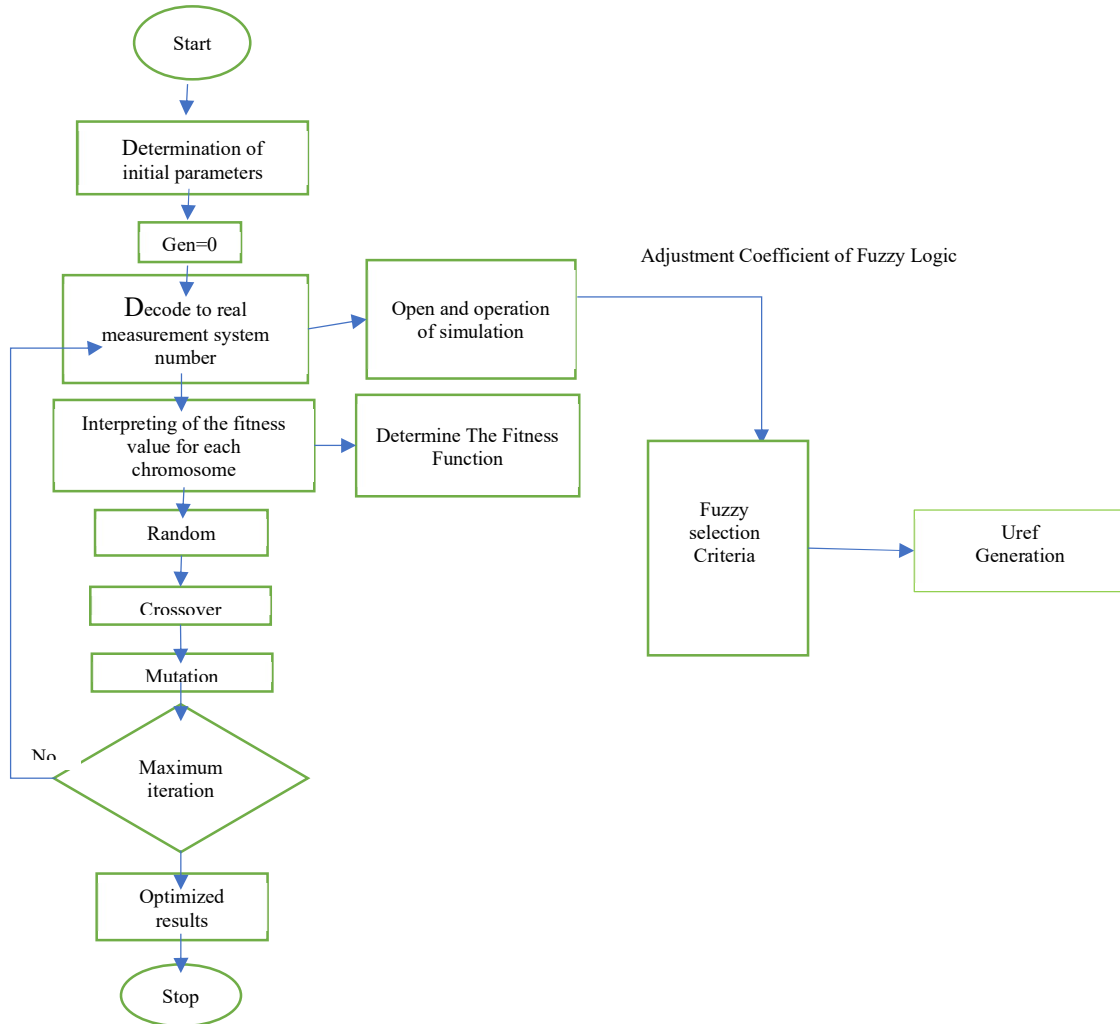 Start
Determination of
initial parameters
Gen=0
Decode to real
measurement system
number
Open and operation
of simulation
Adjustment Coefficient of Fuzzy Logic
Interpreting of the fitness
value for each
chromosome
Determine The Fitness
Function
Fuzzy
selection
Criteria
Uref
Generation
Random
Crossover
Mutation
No
Maximum
iteration
Optimized
results
Stop